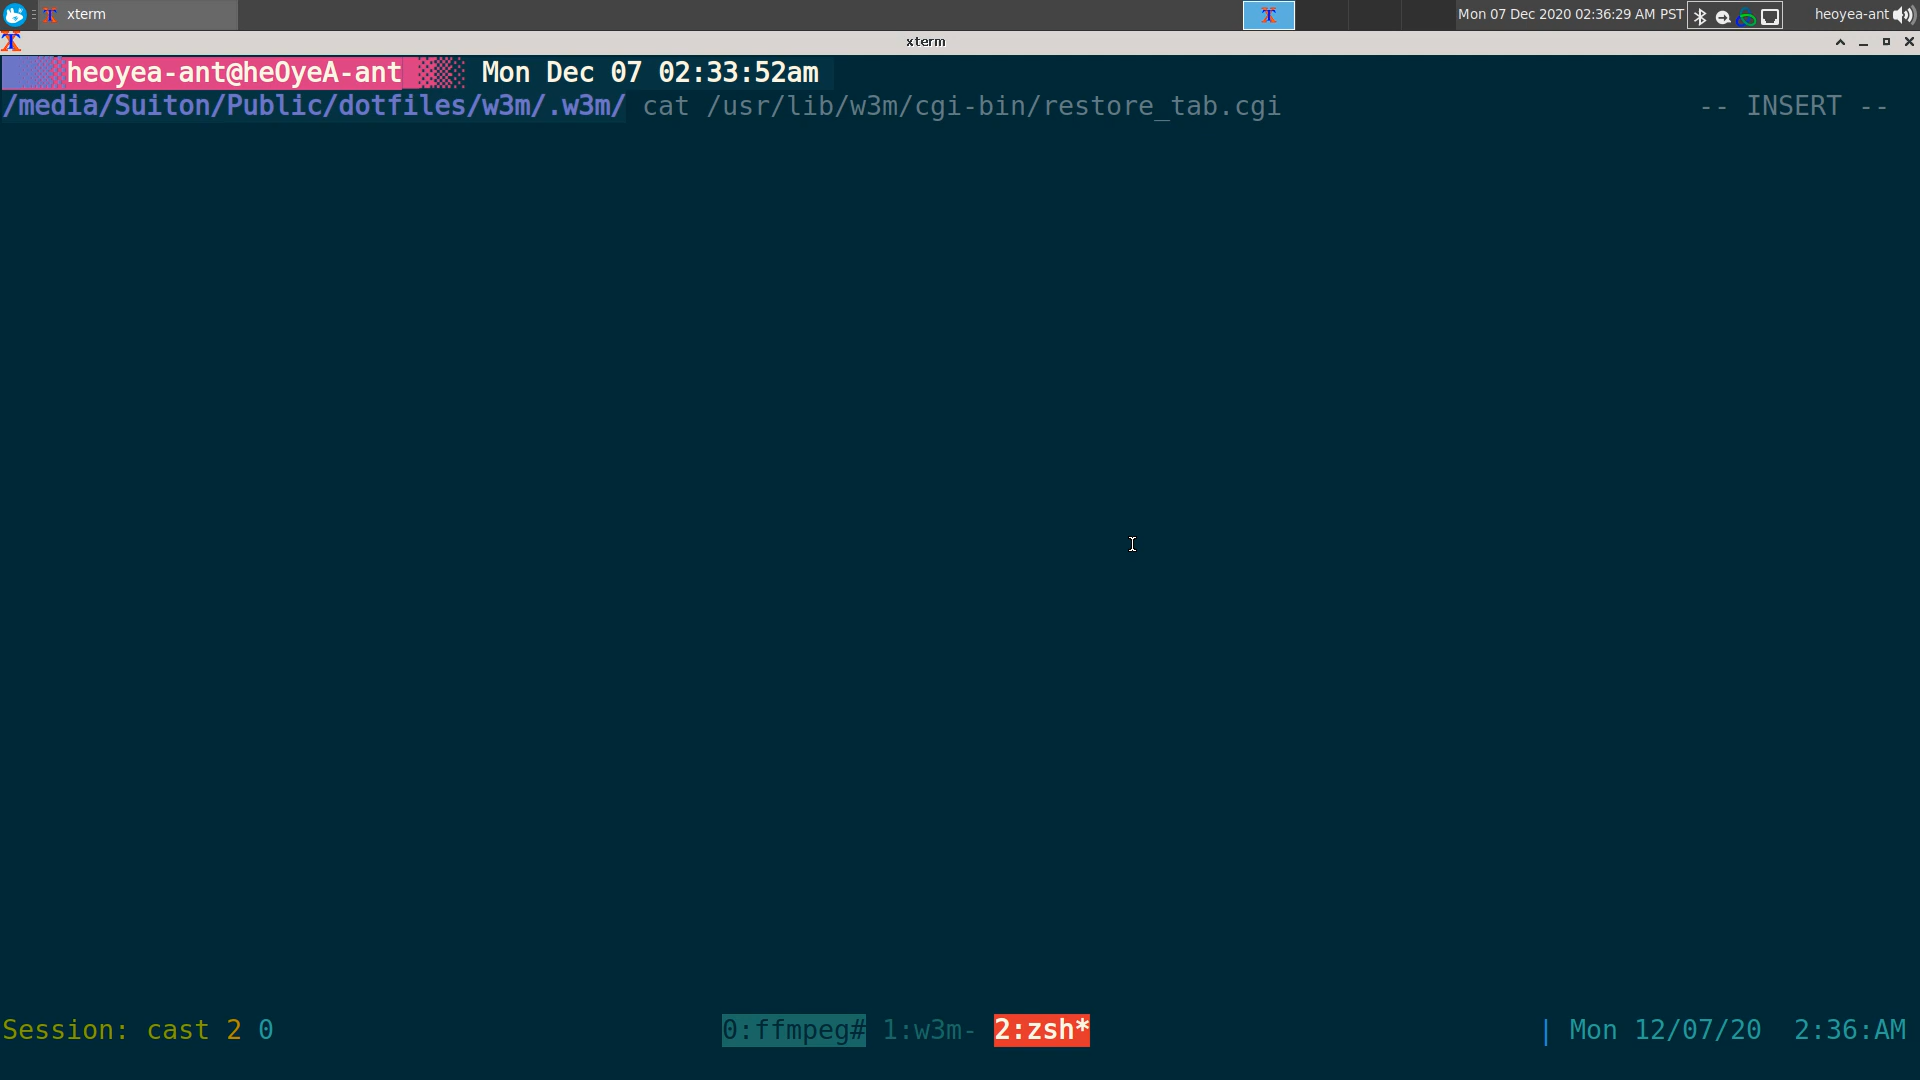 xterm
Mon 07 Dec 2020 02:36:29 AM PST
heoyea-ant
xterm
heoyea-ant@heOyeA-ant Mon Dec 07 02:33:52am
/media/Suiton/Public/dotfiles/w3m/.w3m/ cat /usr/lib/w3m/cgi-bin/restore_tab.cgi -- INSERT --
Session: cast 2 0 0:ffmpeg# 1:w3m- 2:zsh* | Mon 12/07/20 2:36:AM